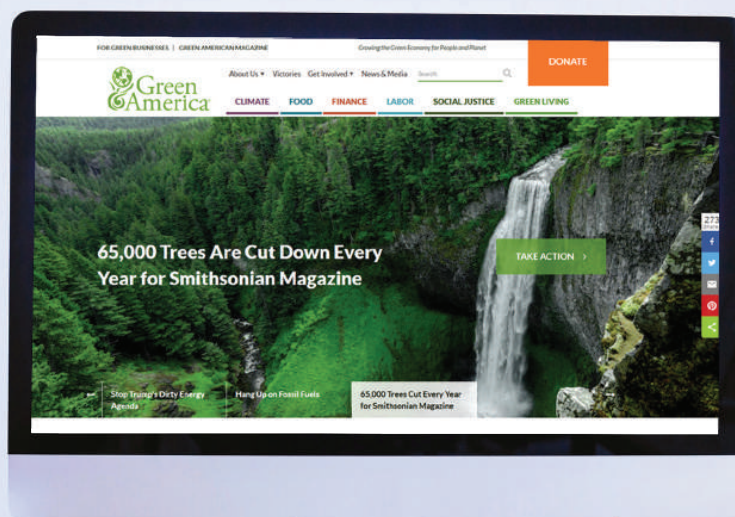 FOR GREEN BUSINESSES | GREEN AMERICAN MAGAZINE
Growing the Green Economy for People and Planet
DONATE
Green
America
About Us ▾ Victories Get Involved ▾ News & Media Search
CLIMATE FOOD FINANCE LABOR SOCIAL JUSTICE GREEN LIVING
65,000 Trees Are Cut Down Every
Year for Smithsonian Magazine
TAKE ACTION >
273
Stop Trump's Dirty Energy
Agenda
Hang Up on Fossil Fuels
65,000 Trees Cut Every Year
for Smithsonian Magazine